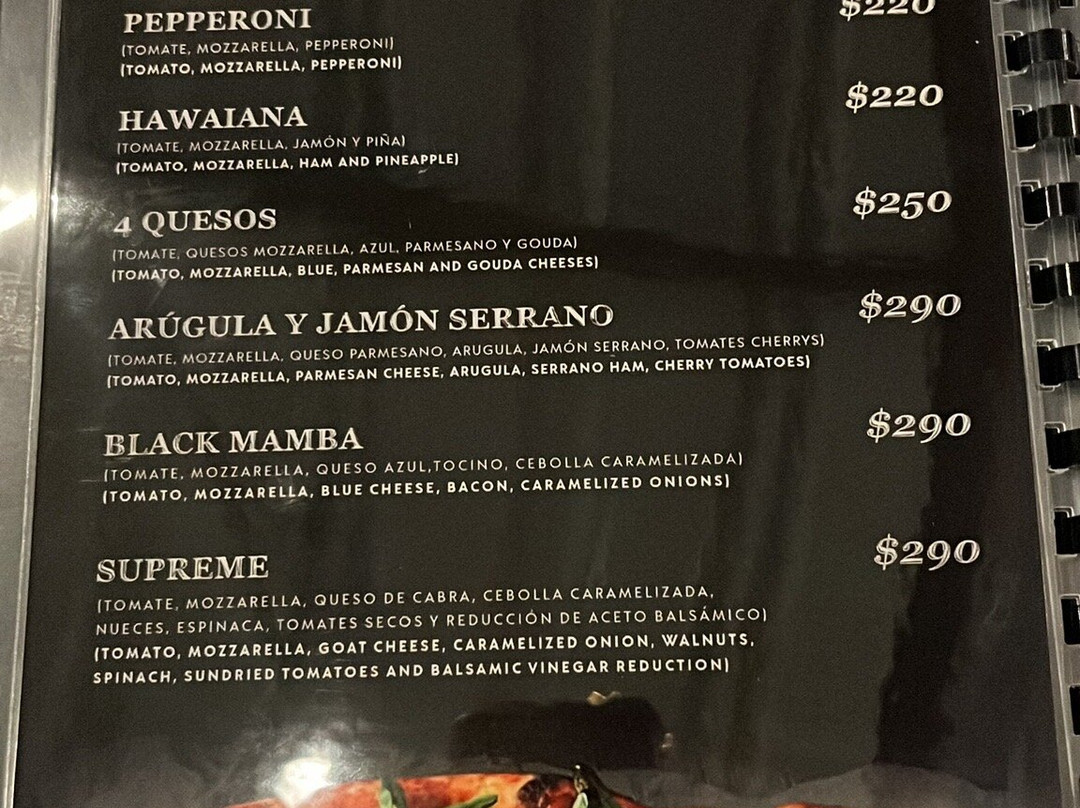 PEPPERONI $220
(TOMATE, MOZZARELLA, PEPPERONI)
(TOMATO, MOZZARELLA, PEPPERONI)
HAWAIANA $220
(TOMATE, MOZZARELLA, JAMÓN Y PIÑA)
(TOMATO, MOZZARELLA, HAM AND PINEAPPLE)
4 QUESOS $250
(TOMATE, QUESOS MOZZARELLA, AZUL, PARMESANO Y GOUDA)
(TOMATO, MOZZARELLA, BLUE, PARMESAN AND GOUDA CHEESES)
ARÚGULA Y JAMÓN SERRANO $290
(TOMATE, MOZZARELLA, QUESO PARMESANO, ARUGULA, JAMÓN SERRANO, TOMATES CHERRYS)
(TOMATO, MOZZARELLA, PARMESAN CHEESE, ARUGULA, SERRANO HAM, CHERRY TOMATOES)
BLACK MAMBA $290
(TOMATE, MOZZARELLA, QUESO AZUL,TOCINO, CEBOLLA CARAMELIZADA)
(TOMATO, MOZZARELLA, BLUE CHEESE, BACON, CARAMELIZED ONIONS)
SUPREME $290
(TOMATE, MOZZARELLA, QUESO DE CABRA, CEBOLLA CARAMELIZADA,
NUECES, ESPINACA, TOMATES SECOS Y REDUCCIÓN DE ACETO BALSÁMICO)
(TOMATO, MOZZARELLA, GOAT CHEESE, CARAMELIZED ONION, WALNUTS,
SPINACH, SUNDRIED TOMATOES AND BALSAMIC VINEGAR REDUCTION)